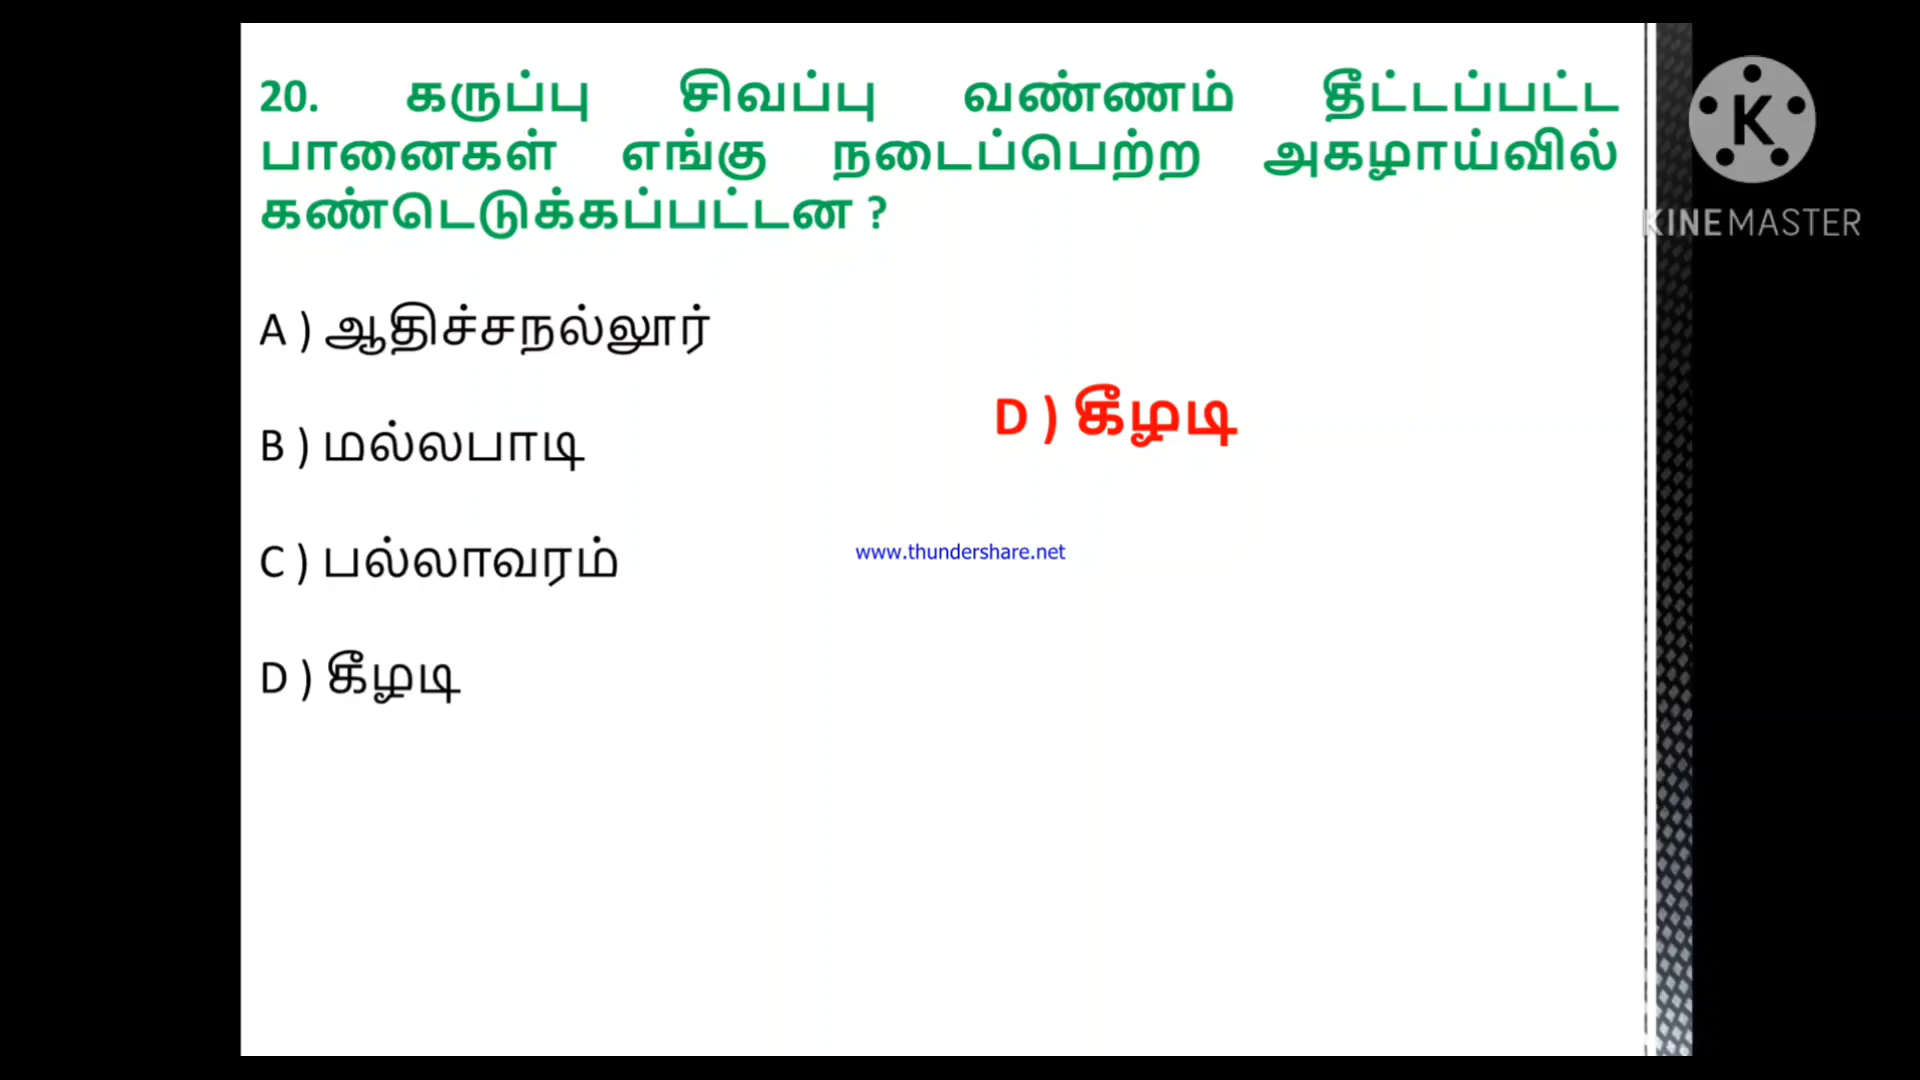 20. கருப்பு சிவப்பு வண்ணம் தீட்டப்பட்ட
பானைகள் எங்கு நடைப்பெற்ற அகழாய்வில்
கண்டெடுக்கப்பட்டன ?
A ) ஆதிச்சநல்லூர்
B ) மல்லபாடி
C ) பல்லாவரம்
D ) கீழடி
D ) கீழடி
www.thundershare.net
K
KINEMASTER